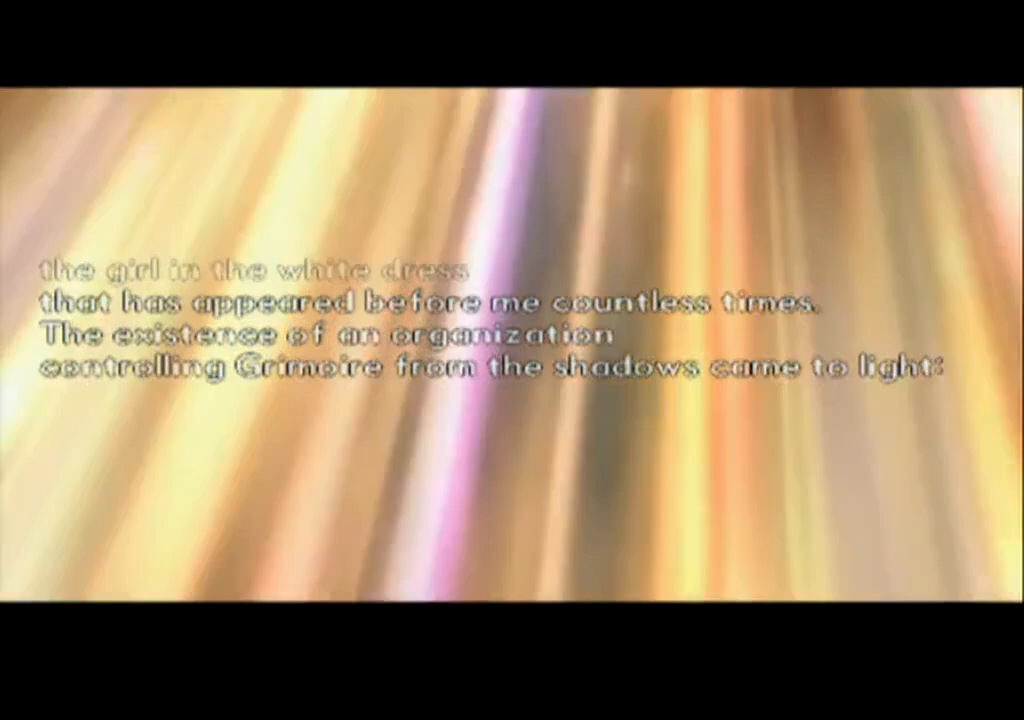 the girl in the white dress
that has appeared before me countless times.
The existence of an organization
controlling Grimoire from the shadows came to light: